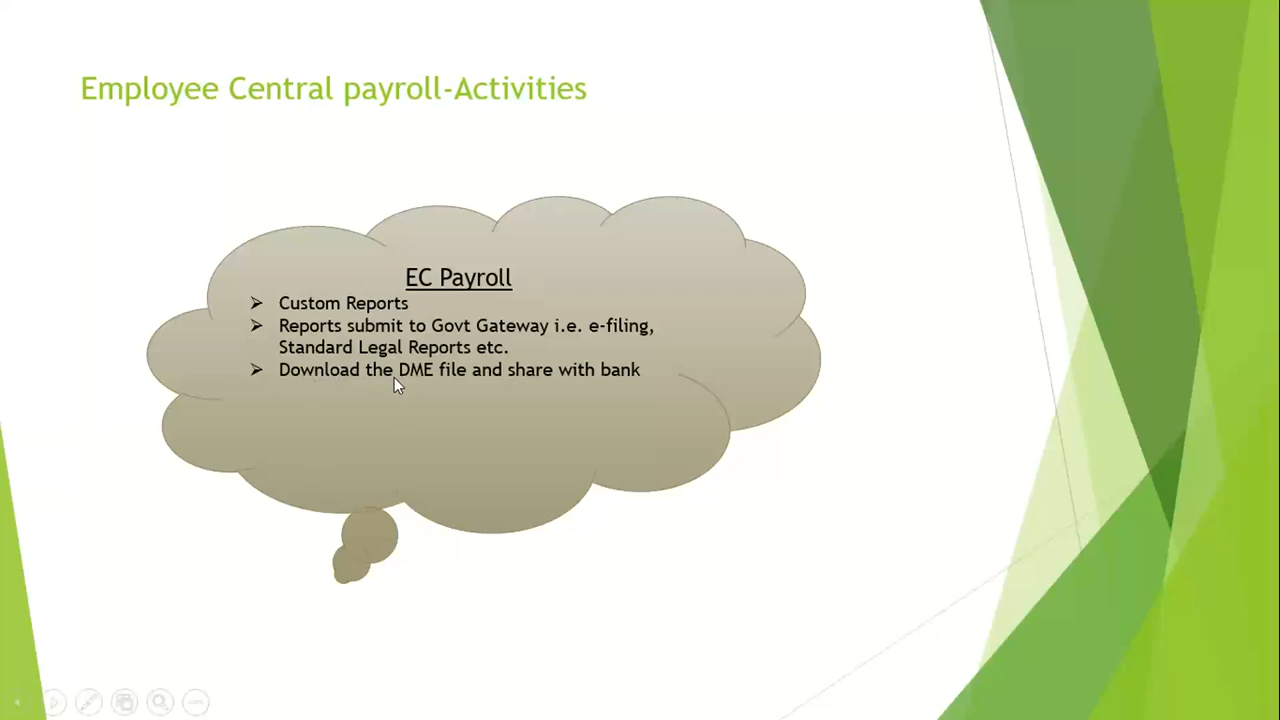 Employee Central payroll-Activities
EC Payroll
Custom Reports
Reports submit to Govt Gateway i.e. e-filing,
Standard Legal Reports etc.
Download the DME file and share with bank